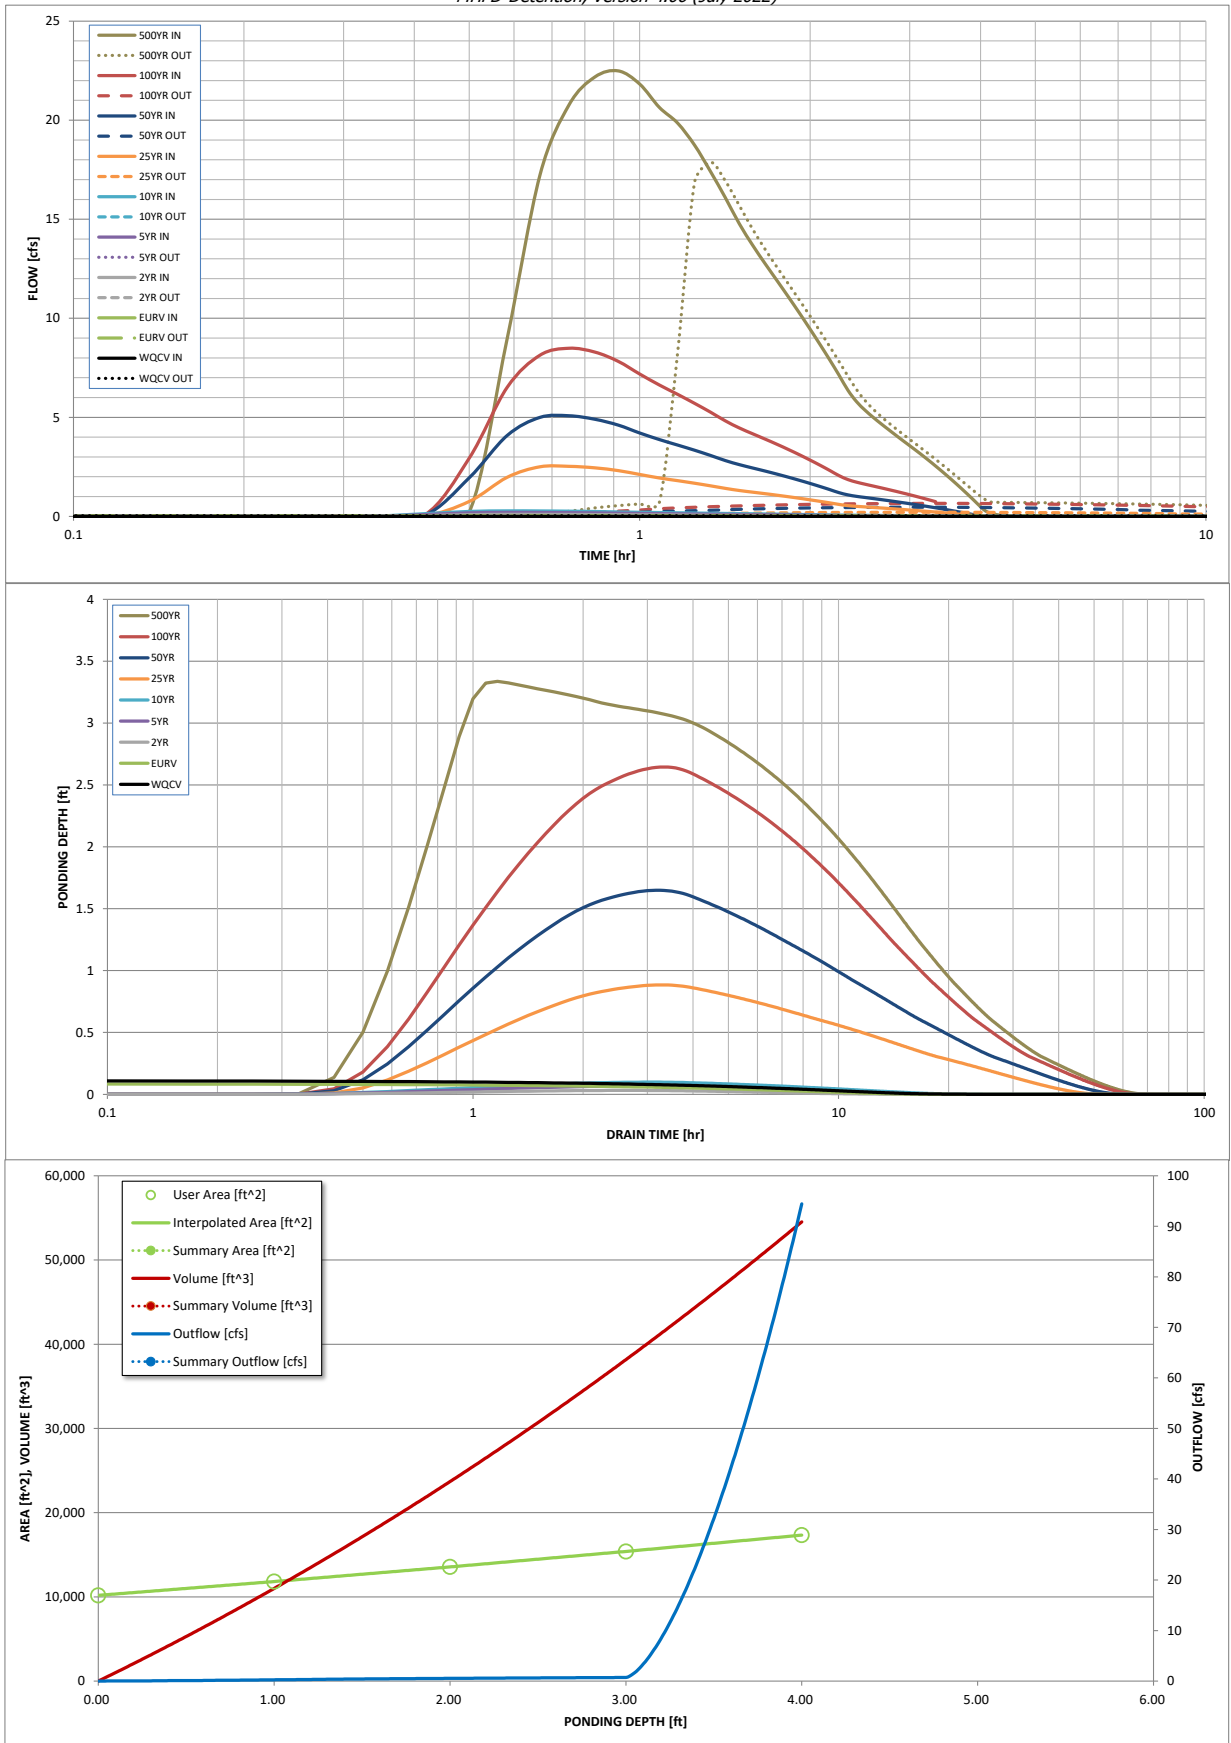 MHFD-Detention, Version 4.06 (July 2022)
25
20
15
10
5
0
FLOW [cfs]
500YR IN
500YR OUT
100YR IN
100YR OUT
50YR IN
50YR OUT
25YR IN
25YR OUT
10YR IN
10YR OUT
5YR IN
5YR OUT
2YR IN
2YR OUT
EURV IN
EURV OUT
WQCV IN
WQCV OUT
0.1
1
10
TIME [hr]
4
3.5
3
2.5
2
1.5
1
0.5
0
PONDING DEPTH [ft]
500YR
100YR
50YR
25YR
10YR
5YR
2YR
EURV
WQCV
0.1
1
10
100
DRAIN TIME [hr]
60,000
50,000
40,000
30,000
20,000
10,000
0
AREA [ft^2], VOLUME [ft^3]
User Area [ft^2]
Interpolated Area [ft^2]
Summary Area [ft^2]
Volume [ft^3]
Summary Volume [ft^3]
Outflow [cfs]
Summary Outflow [cfs]
100
90
80
70
60
50
40
30
20
10
0
OUTFLOW [cfs]
0.00
1.00
2.00
3.00
4.00
5.00
6.00
PONDING DEPTH [ft]